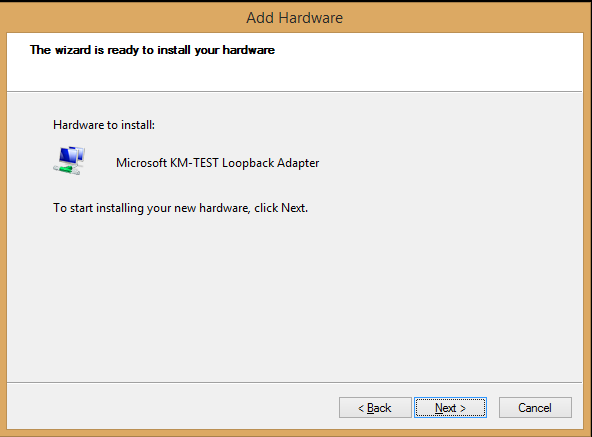 Add Hardware
The wizard is ready to install your hardware
Hardware to install:
Microsoft KM-TEST Loopback Adapter
To start installing your new hardware, click Next.
< Back Next > Cancel